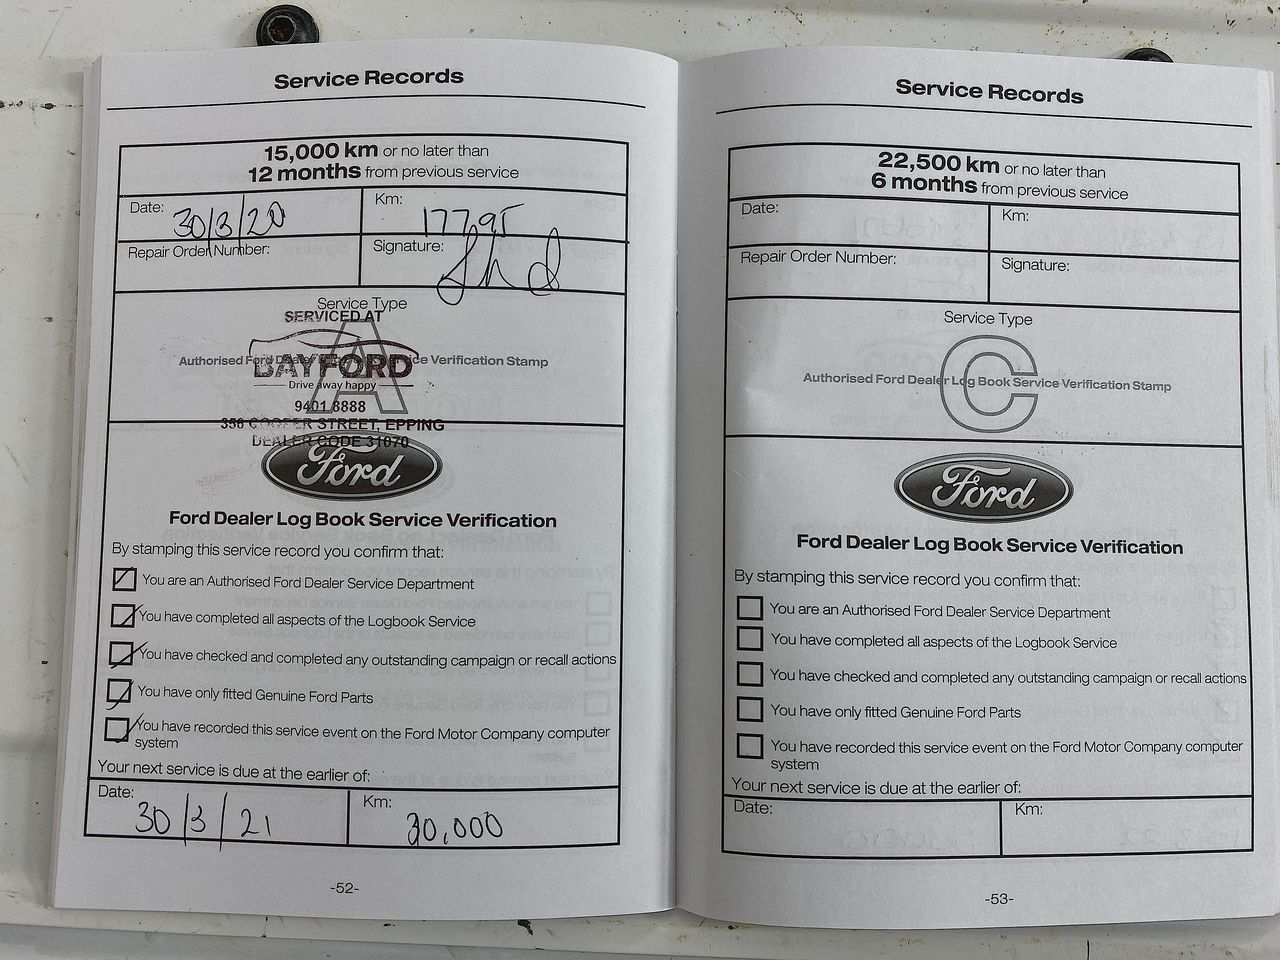 Service Records
15,000 km or no later than
12 months from previous service
Date: 30/3/20
Km: 17795
Repair Order Number:
Signature:
Service Type
A
SERVICED AT
Authorised Ford Dealer Log Book Service Verification Stamp
BAYFORD
Drive away happy
9401 8888
356 COOPER STREET, EPPING
DEALER CODE 31070
Ford
Ford Dealer Log Book Service Verification
By stamping this service record you confirm that:
You are an Authorised Ford Dealer Service Department
You have completed all aspects of the Logbook Service
You have checked and completed any outstanding campaign or recall actions
You have only fitted Genuine Ford Parts
You have recorded this service event on the Ford Motor Company computer
system
Your next service is due at the earlier of:
Date: 30/3/21
Km: 30,000
-52-
Service Records
22,500 km or no later than
6 months from previous service
Date:
Km:
Repair Order Number:
Signature:
Service Type
C
Authorised Ford Dealer Log Book Service Verification Stamp
Ford
Ford Dealer Log Book Service Verification
By stamping this service record you confirm that:
You are an Authorised Ford Dealer Service Department
You have completed all aspects of the Logbook Service
You have checked and completed any outstanding campaign or recall actions
You have only fitted Genuine Ford Parts
You have recorded this service event on the Ford Motor Company computer
system
Your next service is due at the earlier of:
Date:
Km:
-53-